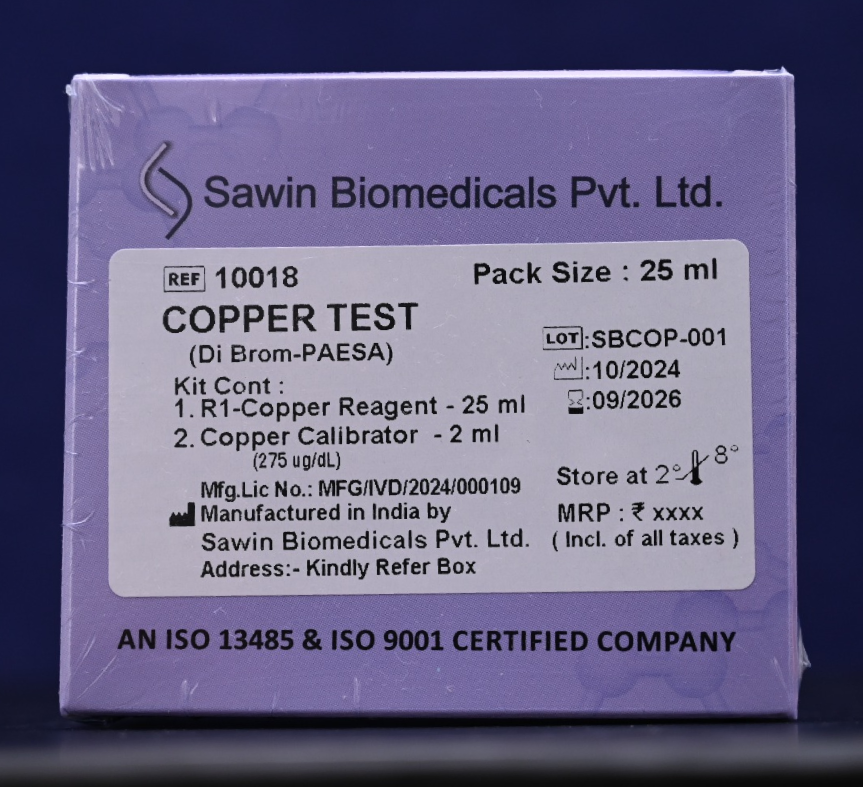 Sawin Biomedicals Pvt. Ltd.
REF 10018
Pack Size : 25 ml
COPPER TEST
(Di Brom-PAESA)
LOT:SBCOP-001
:10/2024
:09/2026
Kit Cont :
1. R1-Copper Reagent - 25 ml
2. Copper Calibrator - 2 ml
(275 ug/dL)
Store at 2° 8°
Mfg.Lic No.: MFG/IVD/2024/000109
Manufactured in India by
Sawin Biomedicals Pvt. Ltd.
Address:- Kindly Refer Box
MRP : ₹ xxxx
( Incl. of all taxes )
AN ISO 13485 & ISO 9001 CERTIFIED COMPANY